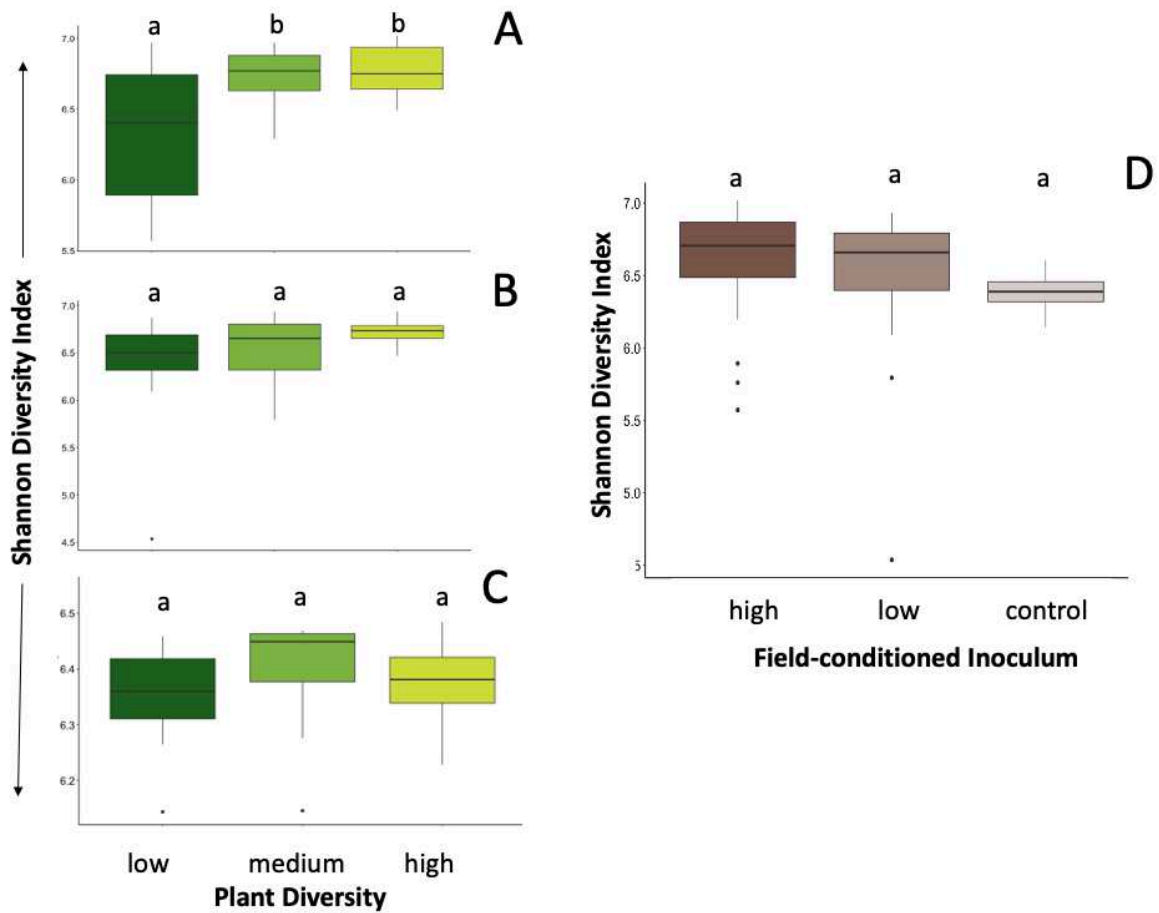 A
a b b
7.0
6.5
6.0
5.5
B
a a a
7.0
6.5
6.0
5.5
5.0
4.5
C
a a a
6.5
6.4
6.3
6.2
low medium high
Plant Diversity
Shannon Diversity Index
D
a a a
7.0
6.5
6.0
5.5
5.0
5
high low control
Field-conditioned Inoculum
Shannon Diversity Index